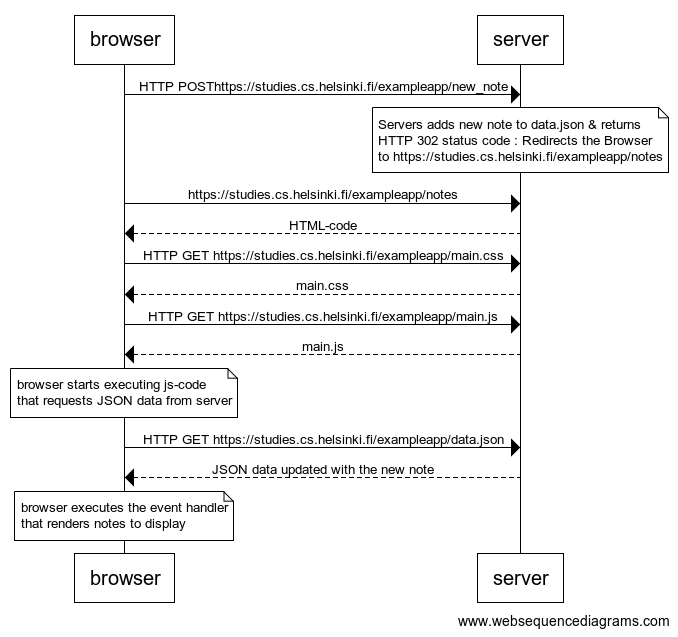 browser
server
HTTP POSThttps://studies.cs.helsinki.fi/exampleapp/new_note
Servers adds new note to data.json & returns
HTTP 302 status code : Redirects the Browser
to https://studies.cs.helsinki.fi/exampleapp/notes
https://studies.cs.helsinki.fi/exampleapp/notes
HTML-code
HTTP GET https://studies.cs.helsinki.fi/exampleapp/main.css
main.css
HTTP GET https://studies.cs.helsinki.fi/exampleapp/main.js
main.js
browser starts executing js-code
that requests JSON data from server
HTTP GET https://studies.cs.helsinki.fi/exampleapp/data.json
JSON data updated with the new note
browser executes the event handler
that renders notes to display
browser
server
www.websequencediagrams.com